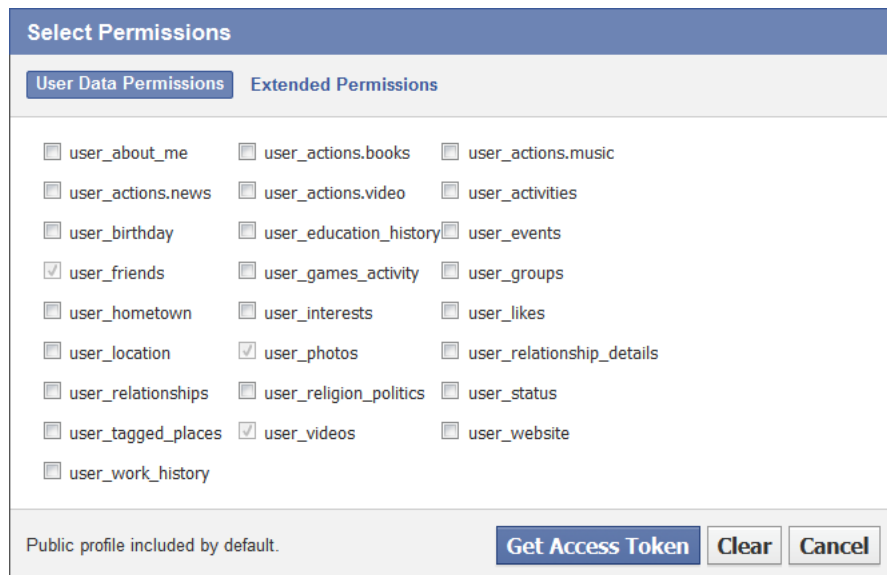 Select Permissions
User Data Permissions Extended Permissions
user_about_me user_actions.books user_actions.music
user_actions.news user_actions.video user_activities
user_birthday user_education_history user_events
user_friends user_games_activity user_groups
user_hometown user_interests user_likes
user_location user_photos user_relationship_details
user_relationships user_religion_politics user_status
user_tagged_places user_videos user_website
user_work_history
Public profile included by default. Get Access Token Clear Cancel